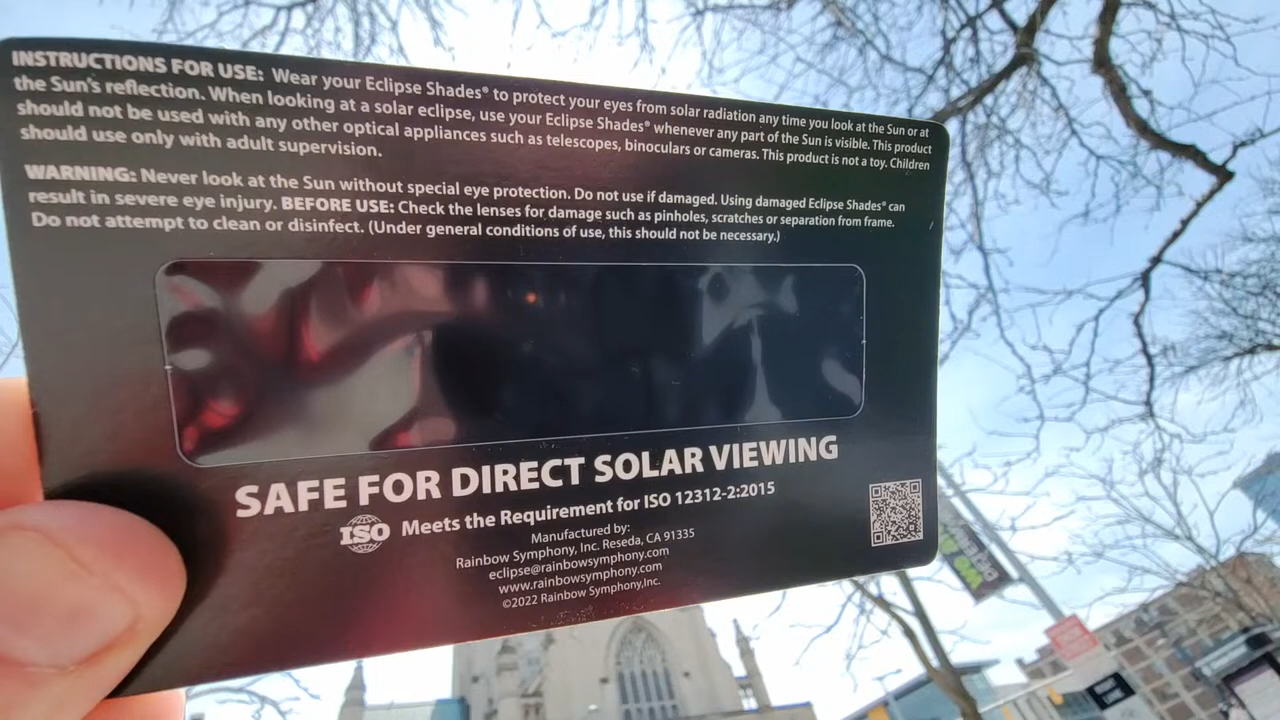 INSTRUCTIONS FOR USE: Wear your Eclipse Shades® to protect your eyes from solar radiation any time you look at the Sun or at
the Sun's reflection. When looking at a solar eclipse, use your Eclipse Shades® whenever any part of the Sun is visible. This product
should not be used with any other optical appliances such as telescopes, binoculars or cameras. This product is not a toy. Children
should use only with adult supervision.
WARNING: Never look at the Sun without special eye protection. Do not use if damaged. Using damaged Eclipse Shades® can
result in severe eye injury. BEFORE USE: Check the lenses for damage such as pinholes, scratches or separation from frame.
Do not attempt to clean or disinfect. (Under general conditions of use, this should not be necessary.)
SAFE FOR DIRECT SOLAR VIEWING
ISO Meets the Requirement for ISO 12312-2:2015
Manufactured by:
Rainbow Symphony, Inc. Reseda, CA 91335
eclipse@rainbowsymphony.com
www.rainbowsymphony.com
©2022 Rainbow Symphony,Inc.